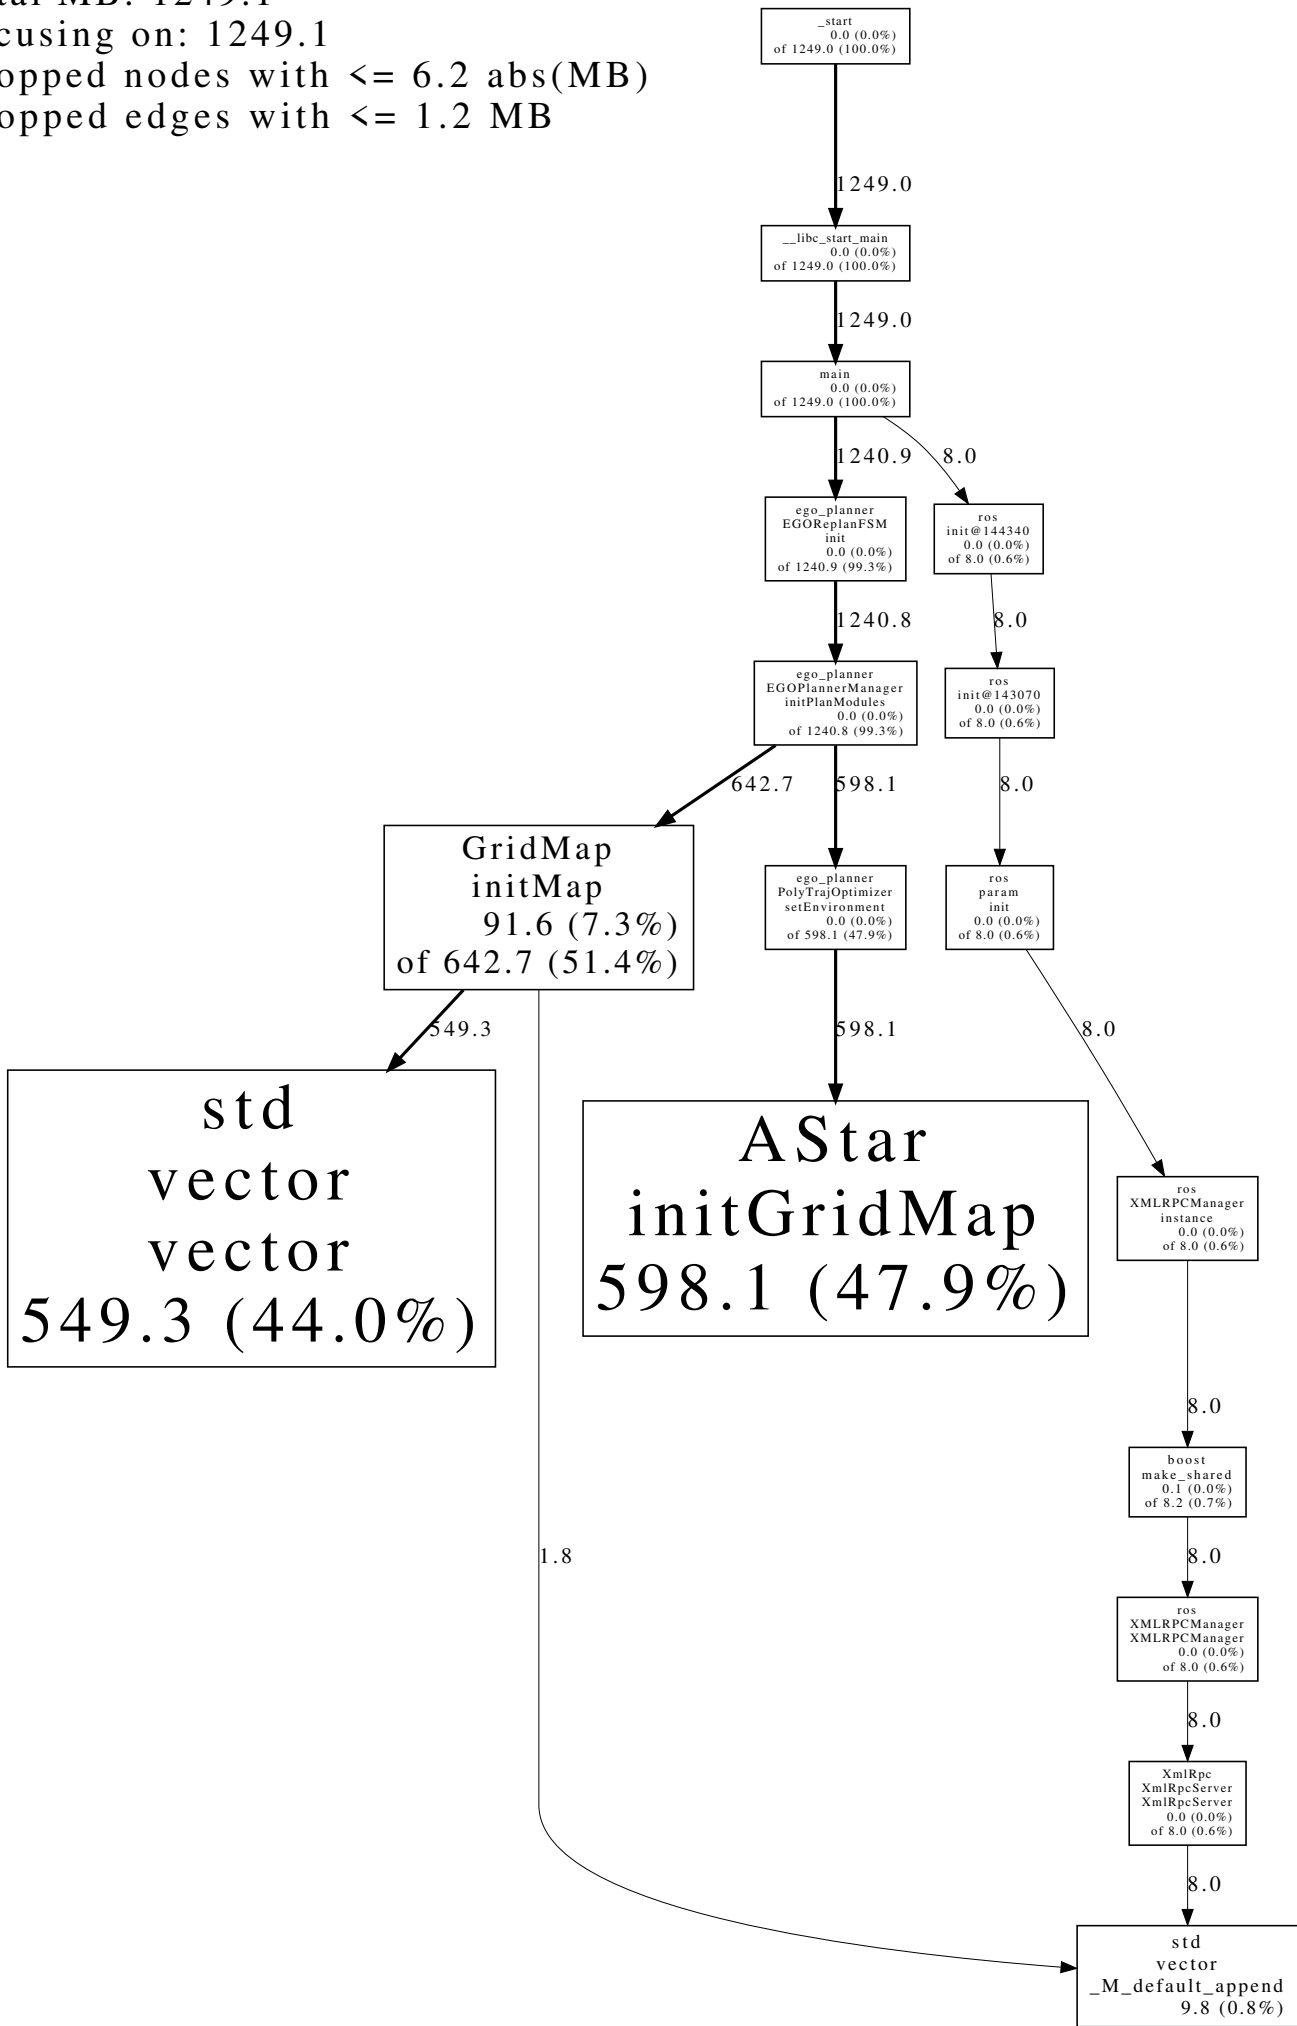 cusing on: 1249.1
opped nodes with <= 6.2 abs(MB)
opped edges with <= 1.2 MB
_start
0.0 (0.0%)
of 1249.0 (100.0%)
1249.0
__libc_start_main
0.0 (0.0%)
of 1249.0 (100.0%)
1249.0
main
0.0 (0.0%)
of 1249.0 (100.0%)
1240.9
8.0
ego_planner
EGOReplanFSM
init
0.0 (0.0%)
of 1240.9 (99.3%)
ros
init@144340
0.0 (0.0%)
of 8.0 (0.6%)
1240.8
8.0
ego_planner
EGOPlannerManager
initPlanModules
0.0 (0.0%)
of 1240.8 (99.3%)
ros
init@143070
0.0 (0.0%)
of 8.0 (0.6%)
642.7
598.1
8.0
GridMap
initMap
91.6 (7.3%)
of 642.7 (51.4%)
ego_planner
PolyTrajOptimizer
setEnvironment
0.0 (0.0%)
of 598.1 (47.9%)
ros
param
init
0.0 (0.0%)
of 8.0 (0.6%)
549.3
598.1
8.0
std
vector
vector
549.3 (44.0%)
AStar
initGridMap
598.1 (47.9%)
ros
XMLRPCManager
instance
0.0 (0.0%)
of 8.0 (0.6%)
8.0
boost
make_shared
0.1 (0.0%)
of 8.2 (0.7%)
1.8
8.0
ros
XMLRPCManager
XMLRPCManager
0.0 (0.0%)
of 8.0 (0.6%)
8.0
XmlRpc
XmlRpcServer
XmlRpcServer
0.0 (0.0%)
of 8.0 (0.6%)
8.0
std
vector
_M_default_append
9.8 (0.8%)